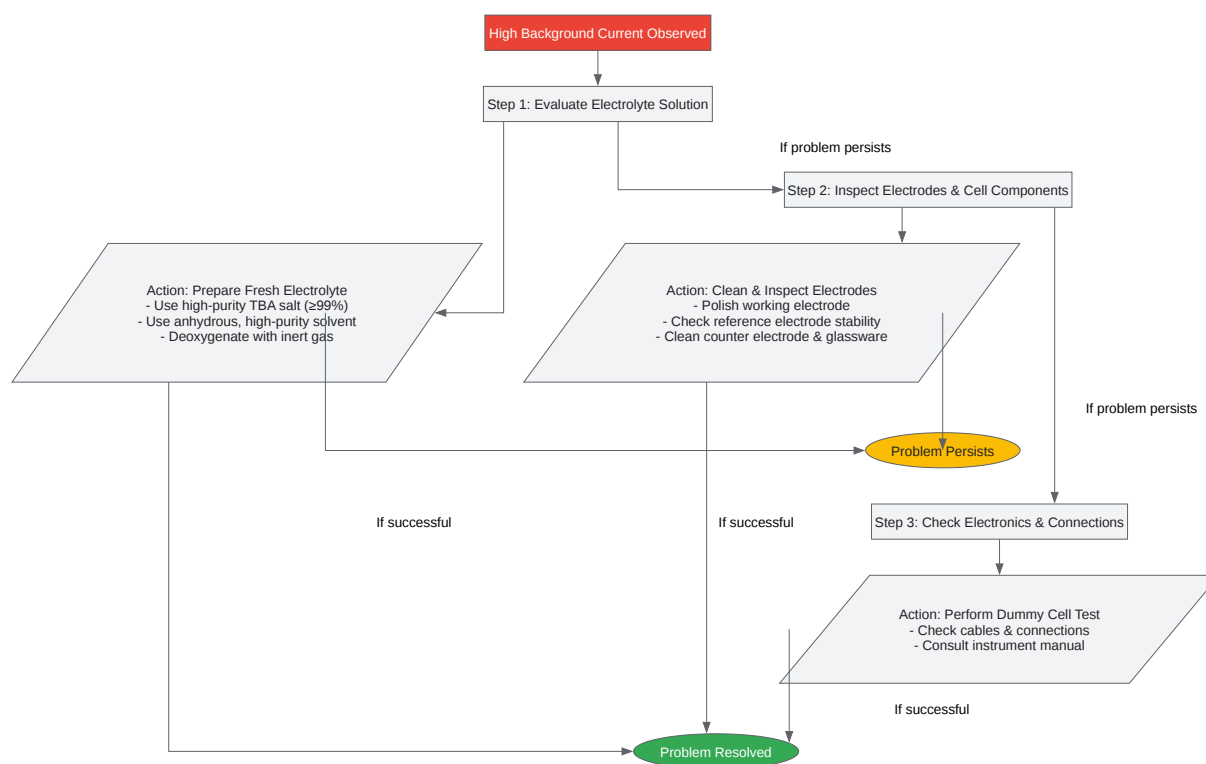 High Background Current Observed
Step 1: Evaluate Electrolyte Solution
If problem persists
Step 2: Inspect Electrodes & Cell Components
Action: Prepare Fresh Electrolyte
- Use high-purity TBA salt (≥99%)
- Use anhydrous, high-purity solvent
- Deoxygenate with inert gas
Action: Clean & Inspect Electrodes
- Polish working electrode
- Check reference electrode stability
- Clean counter electrode & glassware
If problem persists
Problem Persists
If successful
If successful
Step 3: Check Electronics & Connections
Action: Perform Dummy Cell Test
- Check cables & connections
- Consult instrument manual
If successful
Problem Resolved